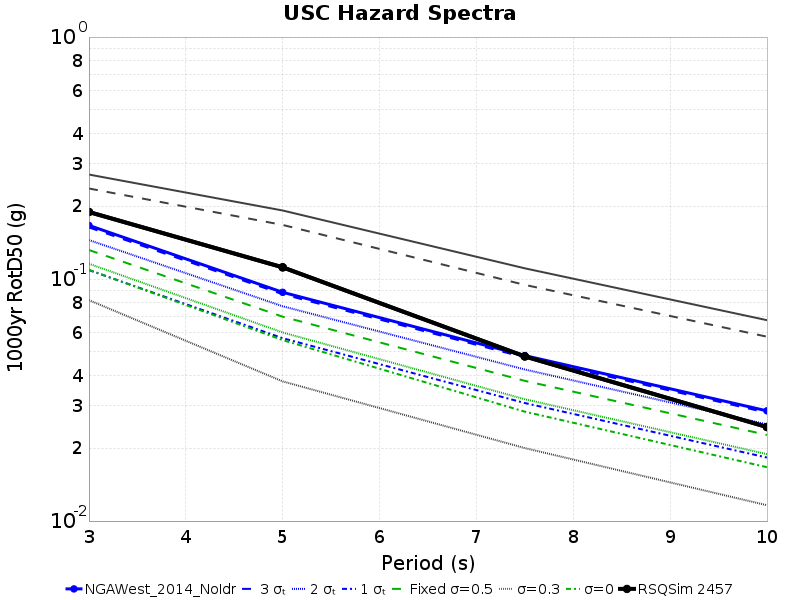 USC Hazard Spectra
10⁰
8
6
4
3
2
10⁻¹
8
6
4
3
2
10⁻²
1000yr RotD50 (g)
3 4 5 6 7 8 9 10
Period (s)
NGAWest_2014_NoIdr 3 σₜ 2 σₜ 1 σₜ Fixed σ=0.5 σ=0.3 σ=0 RSQSim 2457